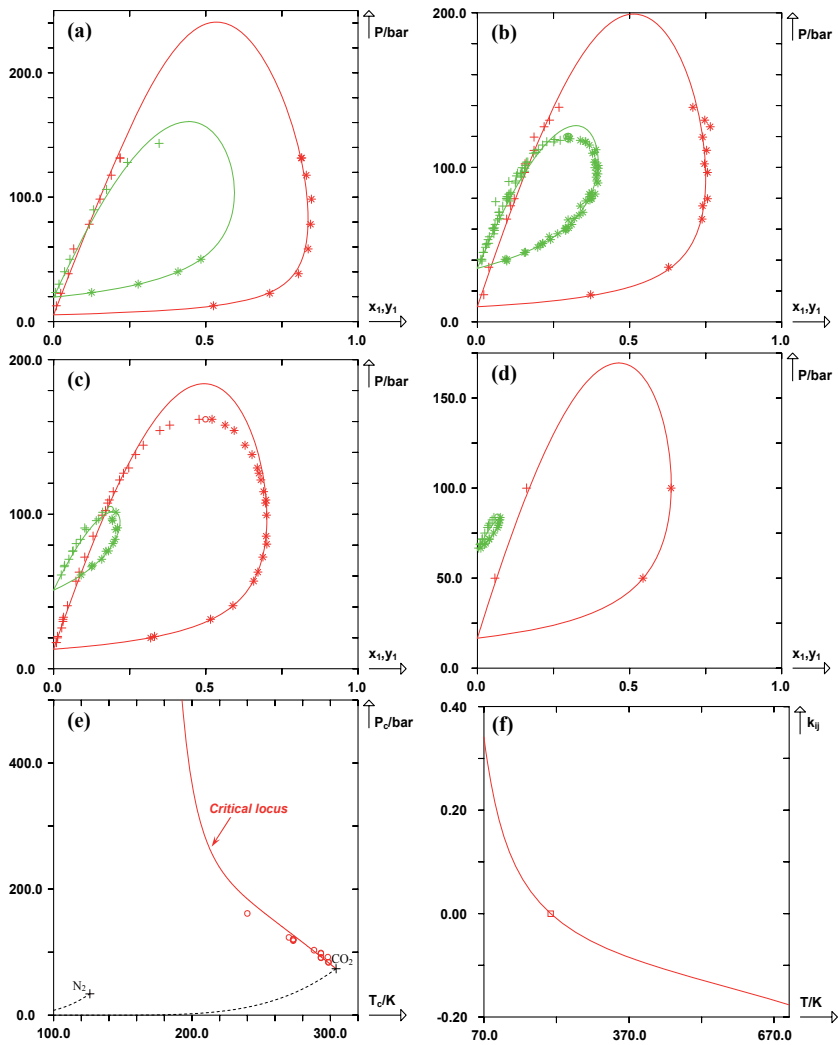 (a)
P/bar
200.0
100.0
0.0
0.0
0.5
1.0
x1,y1
(b)
P/bar
200.0
100.0
0.0
0.0
0.5
1.0
x1,y1
(c)
P/bar
200.0
100.0
0.0
0.0
0.5
1.0
x1,y1
(d)
P/bar
150.0
100.0
50.0
0.0
0.0
0.5
1.0
x1,y1
(e)
Pc/bar
400.0
200.0
0.0
Critical locus
N2
CO2
Tc/K
100.0
200.0
300.0
(f)
kij
0.40
0.20
0.00
-0.20
70.0
370.0
670.0
T/K